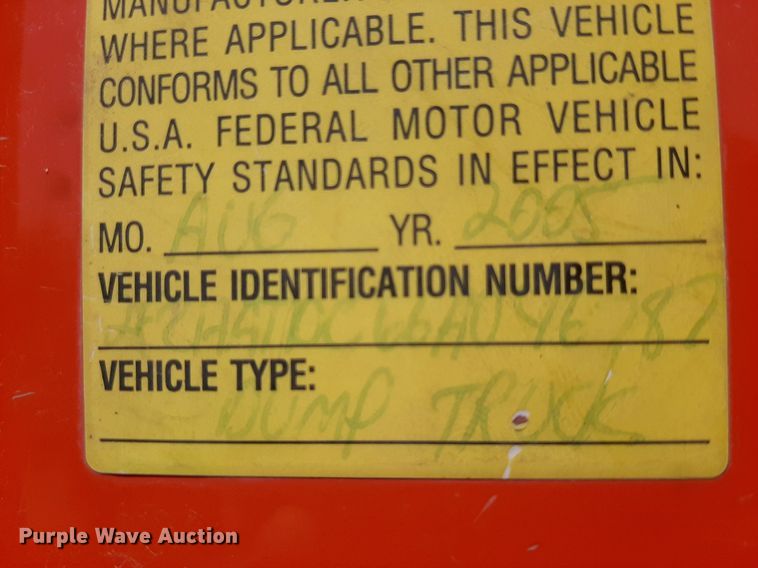 WHERE APPLICABLE. THIS VEHICLE
CONFORMS TO ALL OTHER APPLICABLE
U.S.A. FEDERAL MOTOR VEHICLE
SAFETY STANDARDS IN EFFECT IN:
MO. AUG YR. 2005
VEHICLE IDENTIFICATION NUMBER:
VEHICLE TYPE:
DUMP TRUCK
Purple Wave Auction